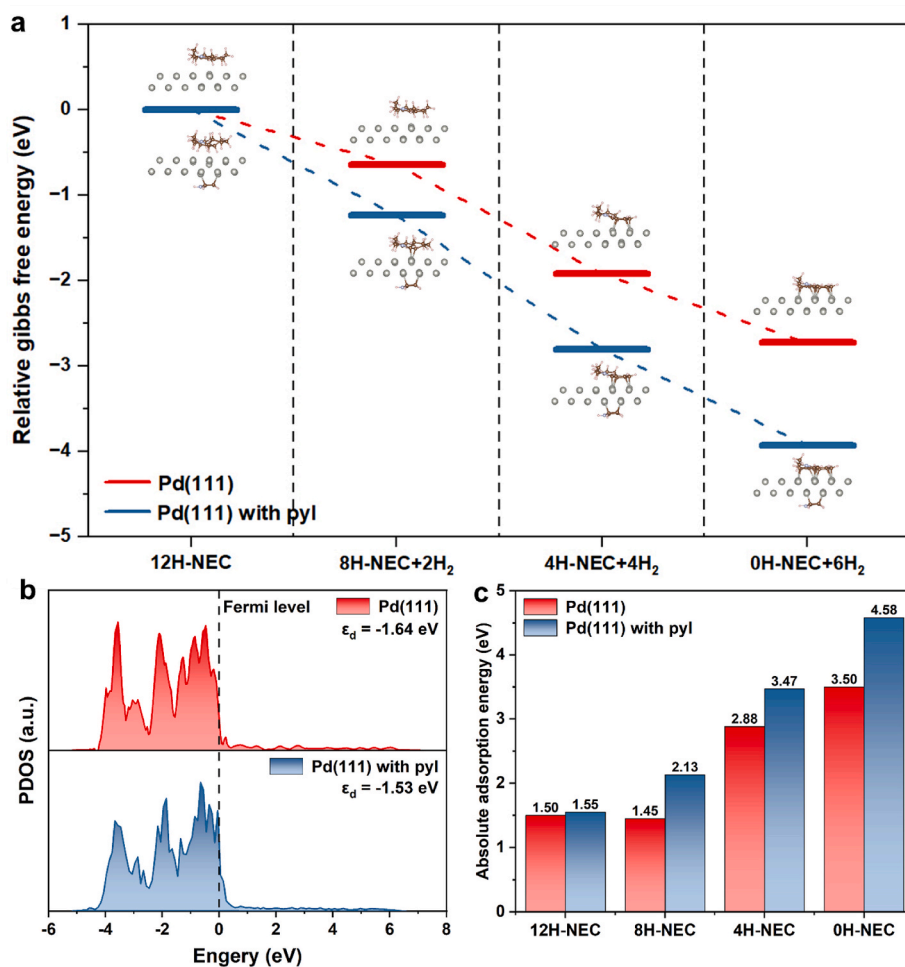 a
Relative gibbs free energy (eV)
1
0
−1
−2
−3
−4
−5
Pd(111)
Pd(111) with pyl
12H-NEC
8H-NEC+2H₂
4H-NEC+4H₂
0H-NEC+6H₂
b
PDOS (a.u.)
Fermi level
Pd(111)
εd = -1.64 eV
Pd(111) with pyl
εd = -1.53 eV
-6
-4
-2
0
2
4
6
8
Engery (eV)
c
Absolute adsorption energy (eV)
5
4
3
2
1
0
Pd(111)
Pd(111) with pyl
1.50
1.55
1.45
2.13
2.88
3.47
3.50
4.58
12H-NEC
8H-NEC
4H-NEC
0H-NEC